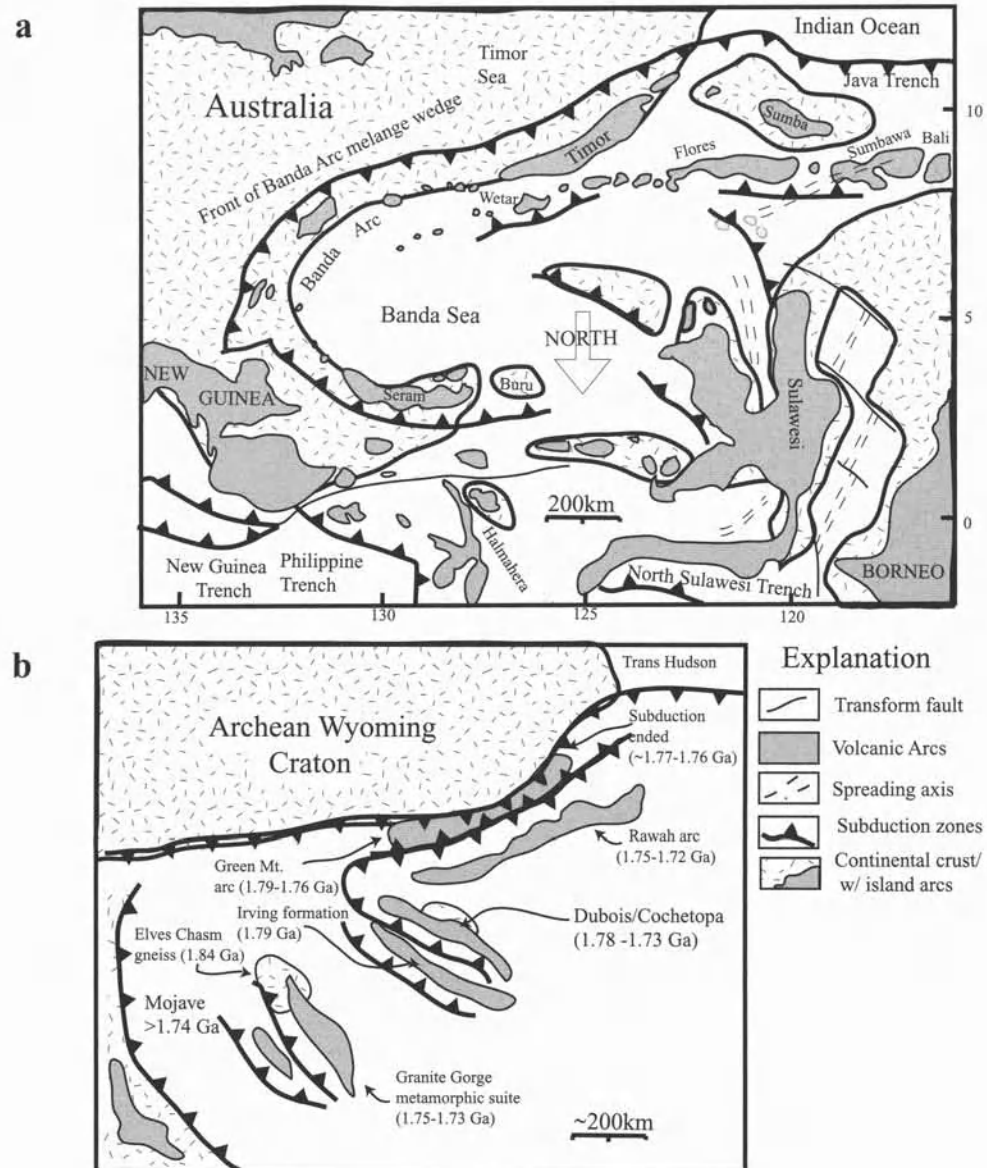 a
Indian Ocean
Timor
Sea
Java Trench
Australia
10
Sumba
Front of Banda Arc melange wedge
Timor
Flores
Sumbawa
Bali
Wetar
Banda Arc
Banda Sea
NORTH
5
NEW
GUINEA
Seram
Buru
Sulawesi
200km
0
Halmahera
New Guinea
Trench
Philippine
Trench
North Sulawesi Trench
BORNEO
135
130
125
120
b
Trans Hudson
Archean Wyoming
Craton
Subduction
ended
(~1.77-1.76 Ga)
Rawah arc
(1.75-1.72 Ga)
Green Mt.
arc (1.79-1.76 Ga)
Irving formation
(1.79 Ga)
Dubois/Cochetopa
(1.78 -1.73 Ga)
Elves Chasm
gneiss (1.84 Ga)
Mojave
>1.74 Ga
Granite Gorge
metamorphic suite
(1.75-1.73 Ga)
~200km
Explanation
Transform fault
Volcanic Arcs
Spreading axis
Subduction zones
Continental crust/
w/ island arcs